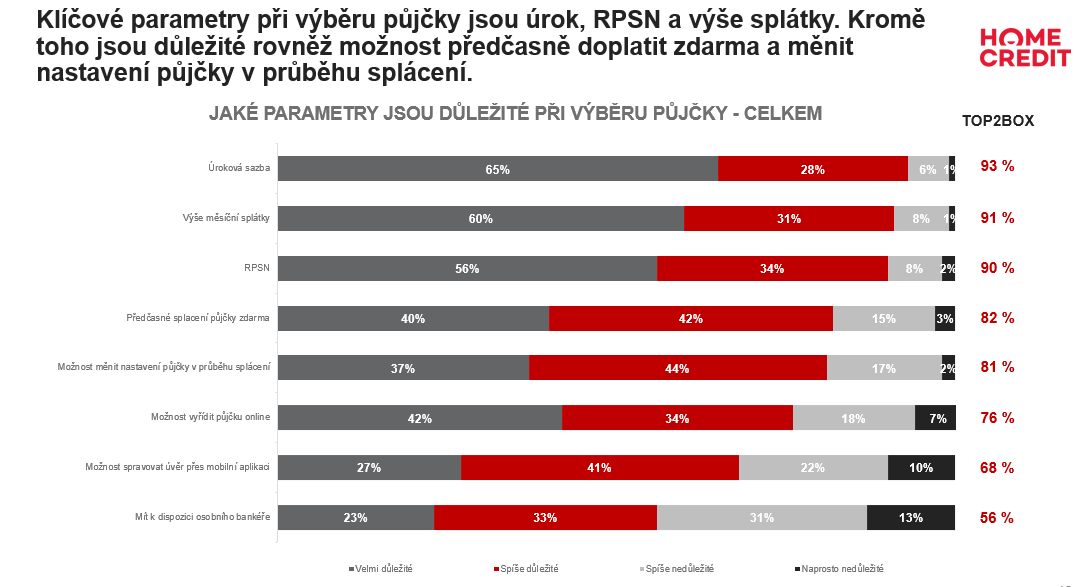 Klíčové parametry při výběru půjčky jsou úrok, RPSN a výše splátky. Kromě
toho jsou důležité rovněž možnost předčasně doplatit zdarma a měnit
nastavení půjčky v průběhu splácení.
HOME
CREDIT
JAKÉ PARAMETRY JSOU DŮLEŽITÉ PŘI VÝBĚRU PŮJČKY - CELKEM
TOP2BOX
Úroková sazba 65% 28% 6% 1% 93 %
Výše měsíční splátky 60% 31% 8% 1% 91 %
RPSN 56% 34% 8% 2% 90 %
Předčasné splacení půjčky zdarma 40% 42% 15% 3% 82 %
Možnost měnit nastavení půjčky v průběhu splácení 37% 44% 17% 2% 81 %
Možnost vyřídit půjčku online 42% 34% 18% 7% 76 %
Možnost spravovat úvěr přes mobilní aplikaci 27% 41% 22% 10% 68 %
Mít k dispozici osobního bankéře 23% 33% 31% 13% 56 %
Velmi důležité Spíše důležité Spíše nedůležité Naprosto nedůležité